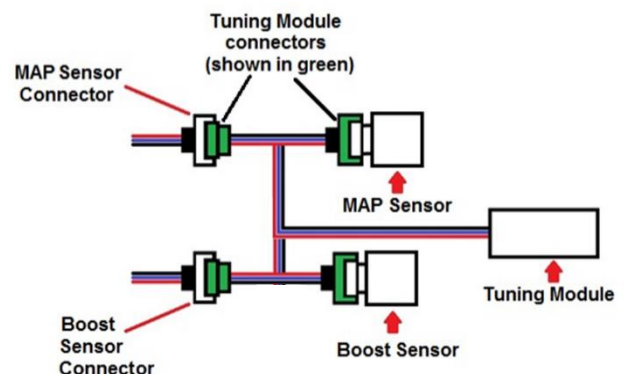 Tuning Module
connectors
(shown in green)
MAP Sensor
Connector
MAP Sensor
Tuning Module
Boost Sensor
Boost
Sensor
Connector